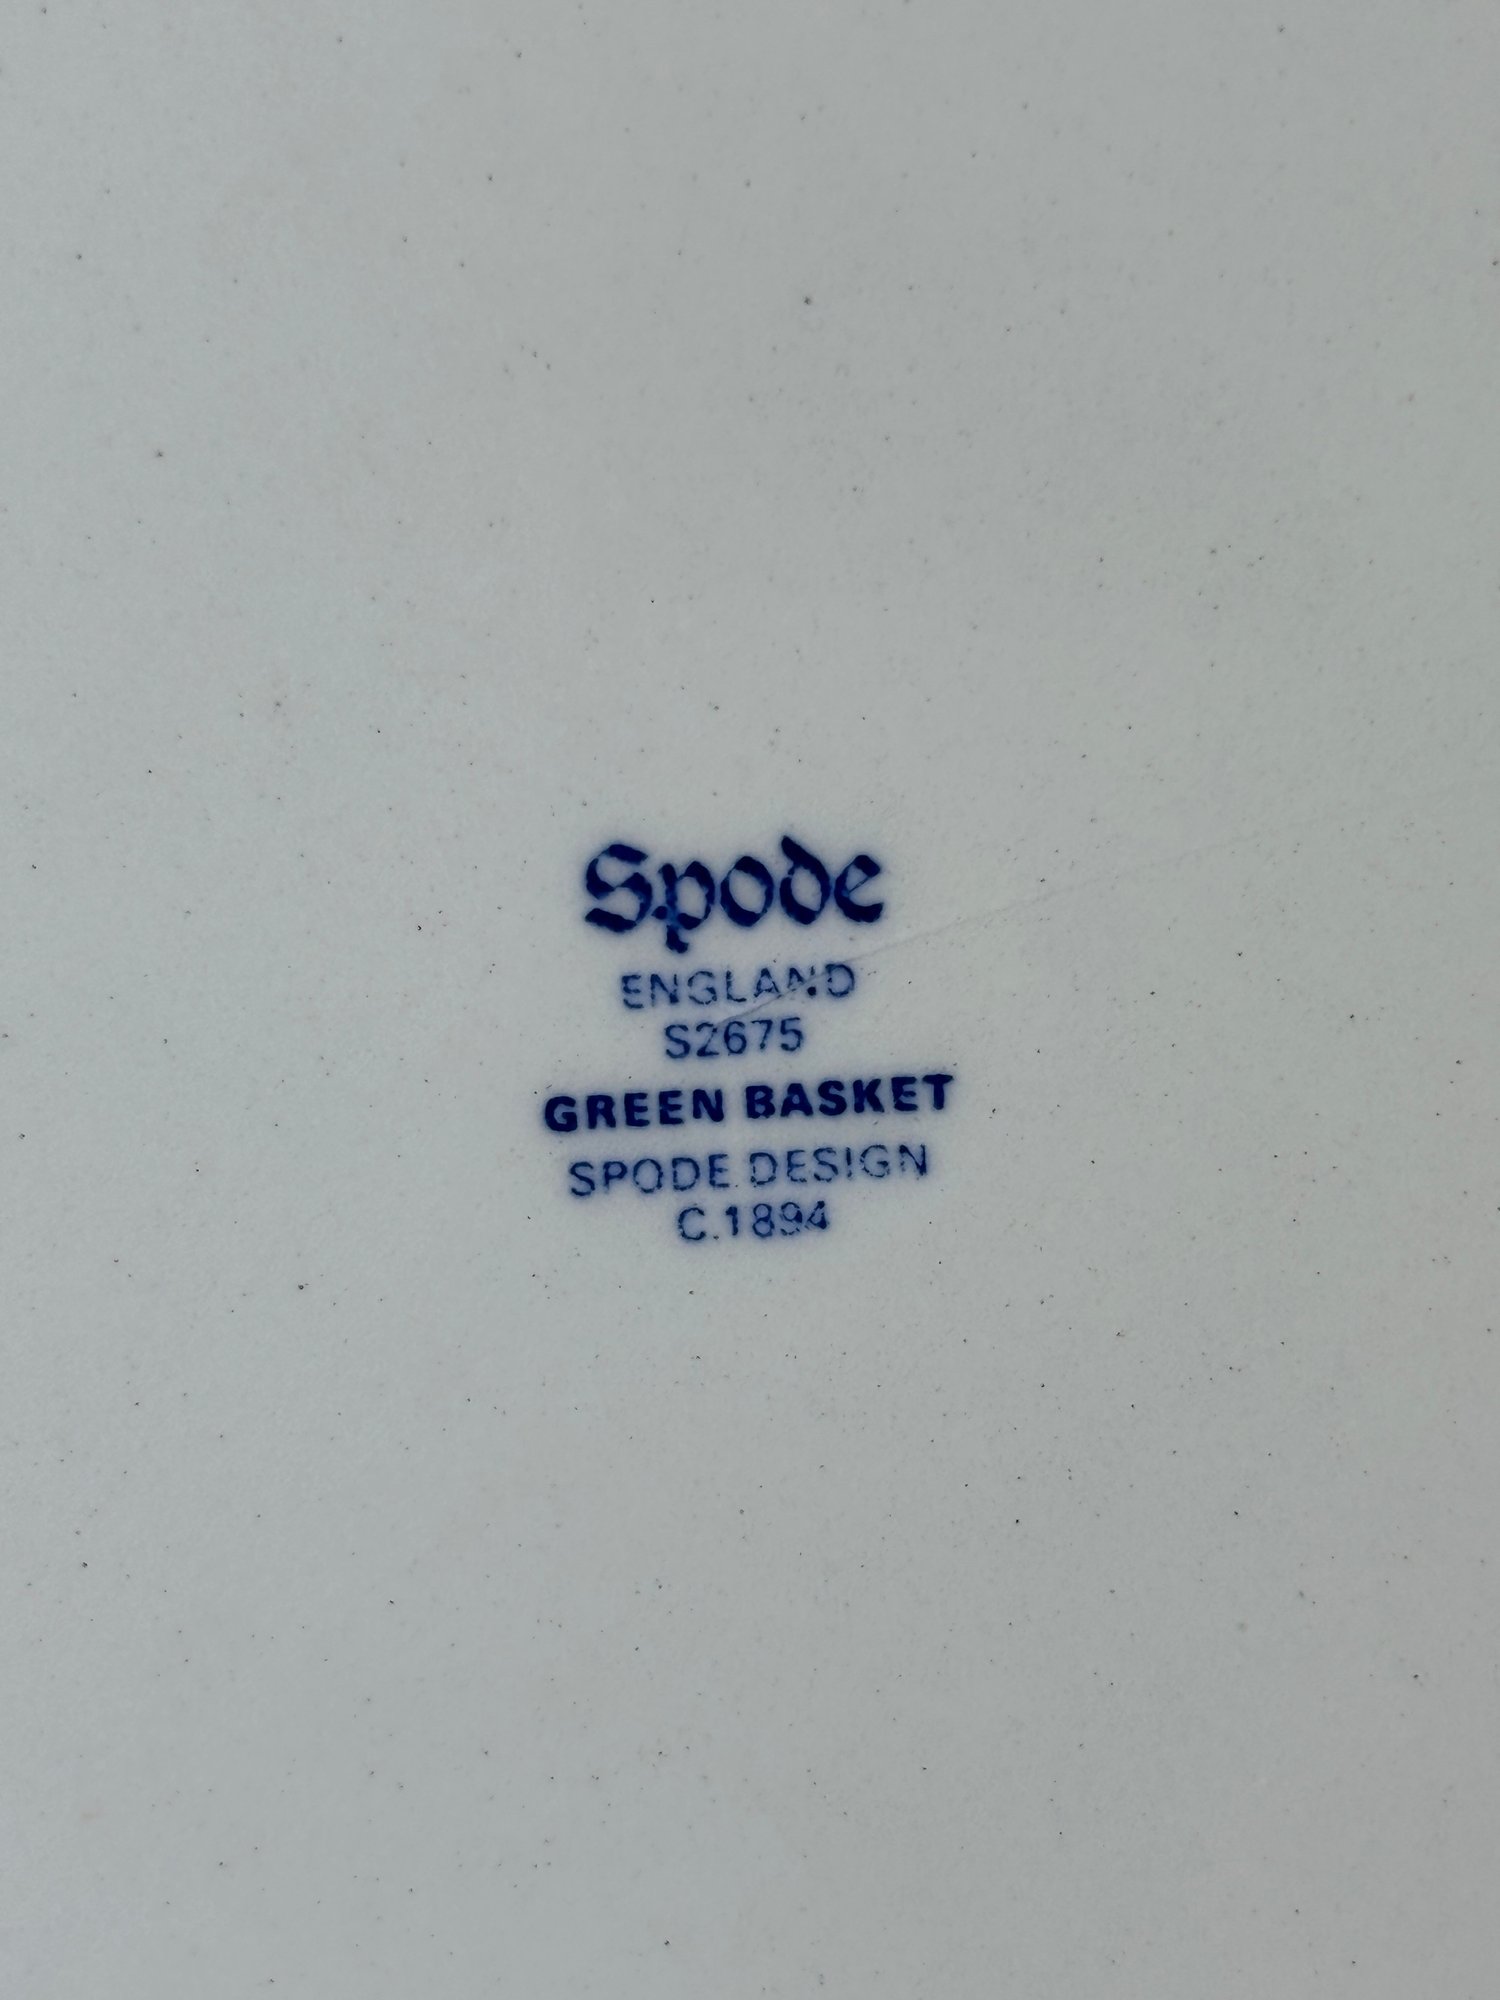 Spode
ENGLAND
S2675
GREEN BASKET
SPODE DESIGN
C.1894